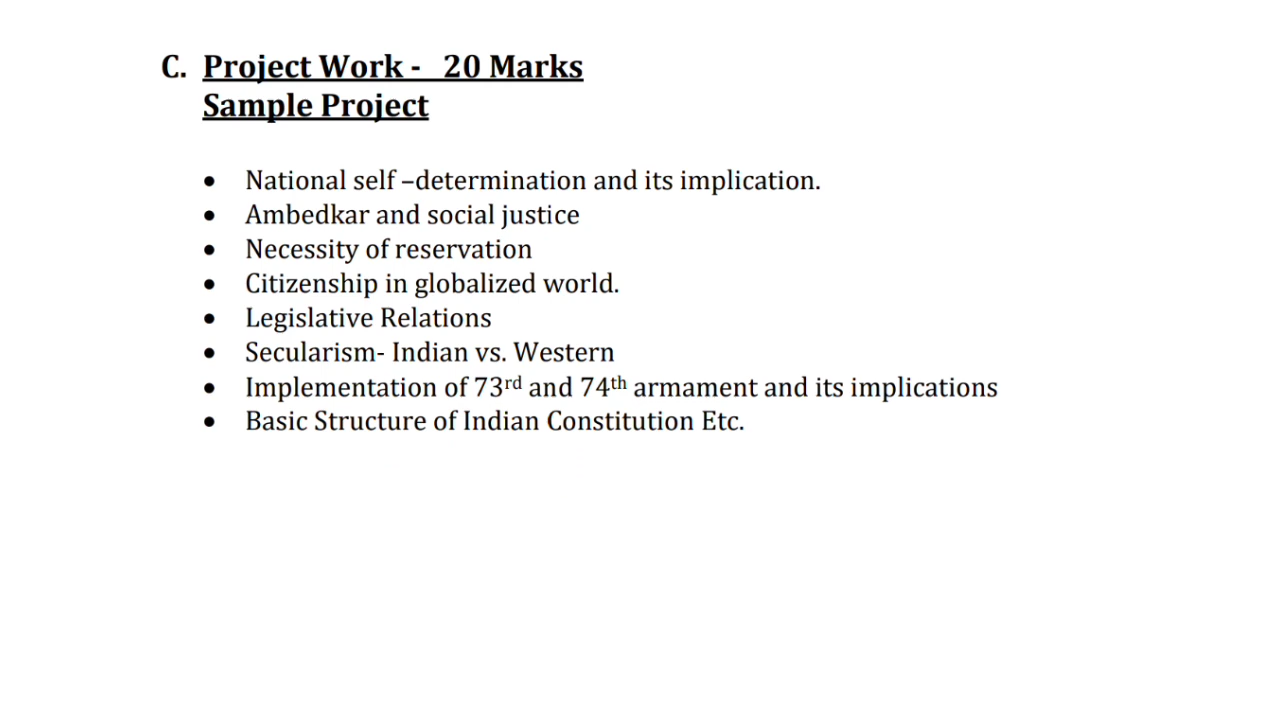 C. Project Work - 20 Marks
Sample Project
• National self –determination and its implication.
• Ambedkar and social justice
• Necessity of reservation
• Citizenship in globalized world.
• Legislative Relations
• Secularism- Indian vs. Western
• Implementation of 73rd and 74th armament and its implications
• Basic Structure of Indian Constitution Etc.